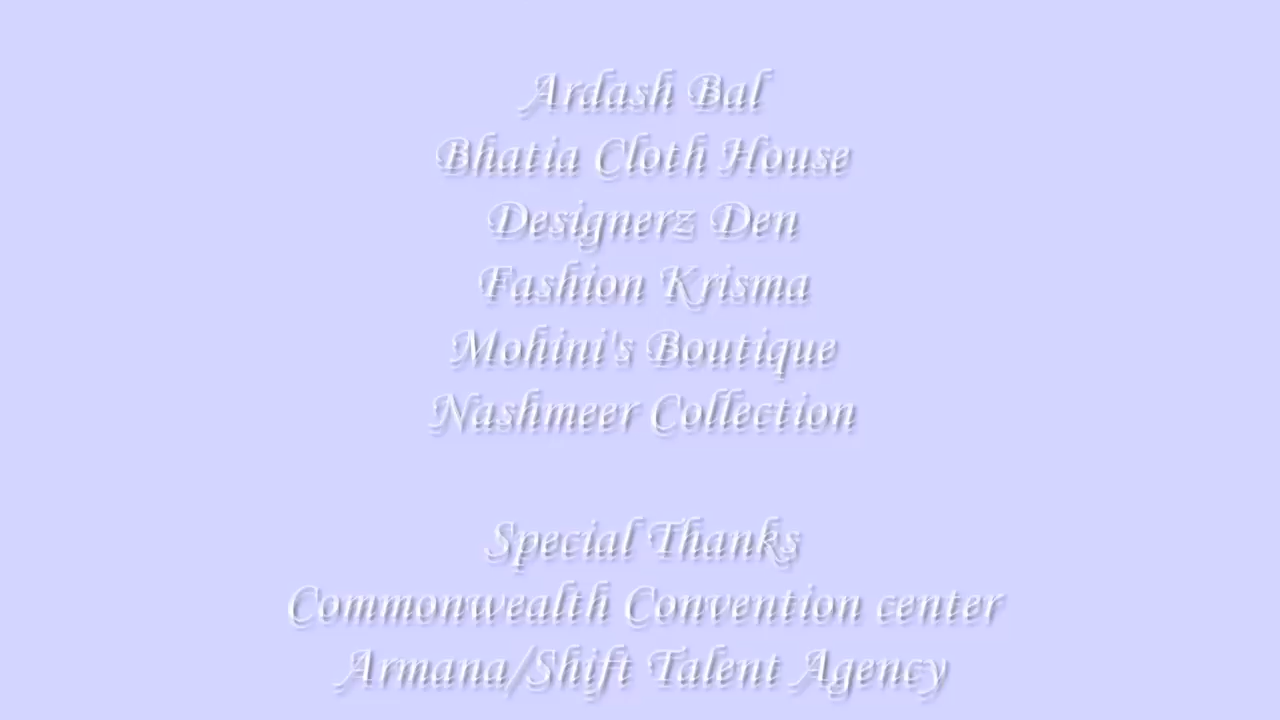 Ardash Bal
Bhatia Cloth House
Designerz Den
Fashion Krisma
Mohini's Boutique
Nashmeer Collection
Special Thanks
Commonwealth Convention center
Armana/Shift Talent Agency